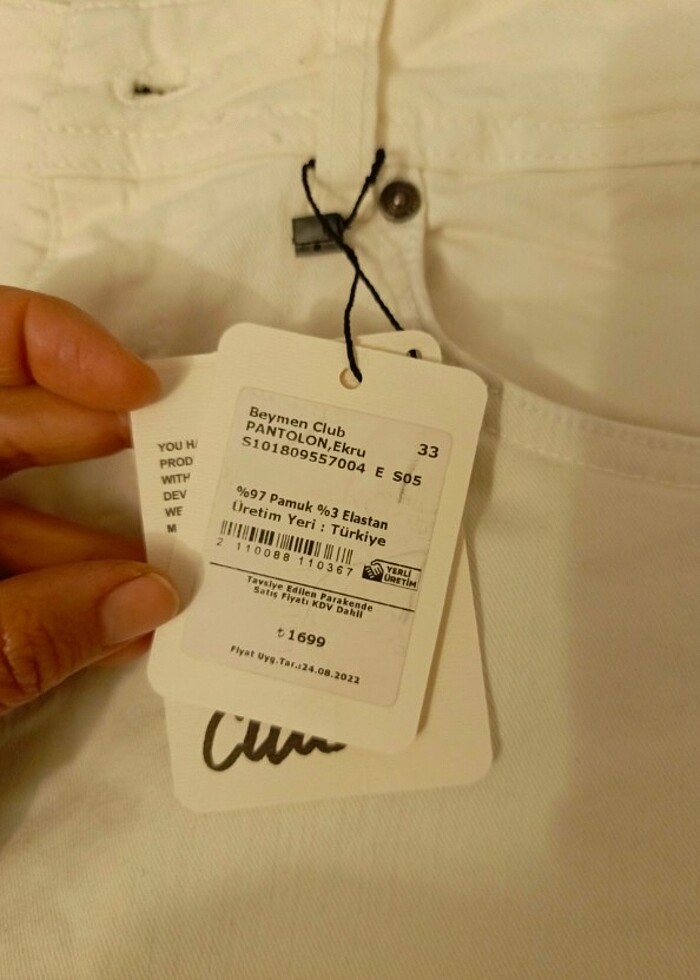 Beymen Club
PANTOLON,Ekru 33
S101809557004 E S05
%97 Pamuk %3 Elastan
Üretim Yeri : Türkiye
2 110088 110367
YERLİ
ÜRETİM
Tavsiye Edilen Parakende
Satış Fiyatı KDV Dahil
₺1699
Fiyat Uyg.Tar.:24.08.2022
YOU HA
PROD
WITH
DEV
WE
M
Club